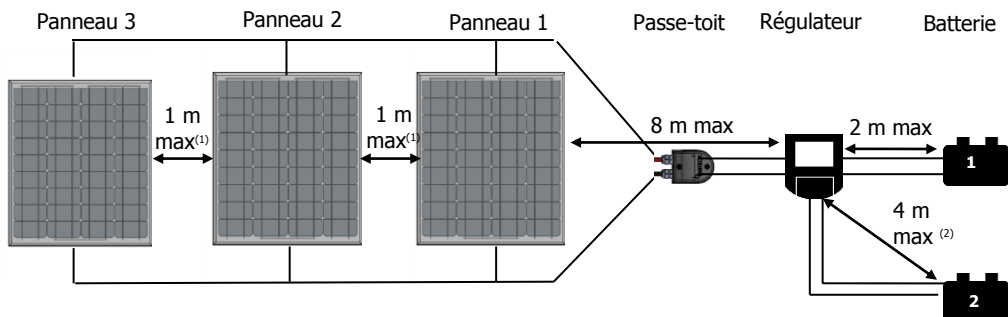 Panneau 3
Panneau 2
Panneau 1
Passe-toit
Régulateur
Batterie
1 m
max(1)
1 m
max(1)
8 m max
2 m max
1
4 m
max (2)
2